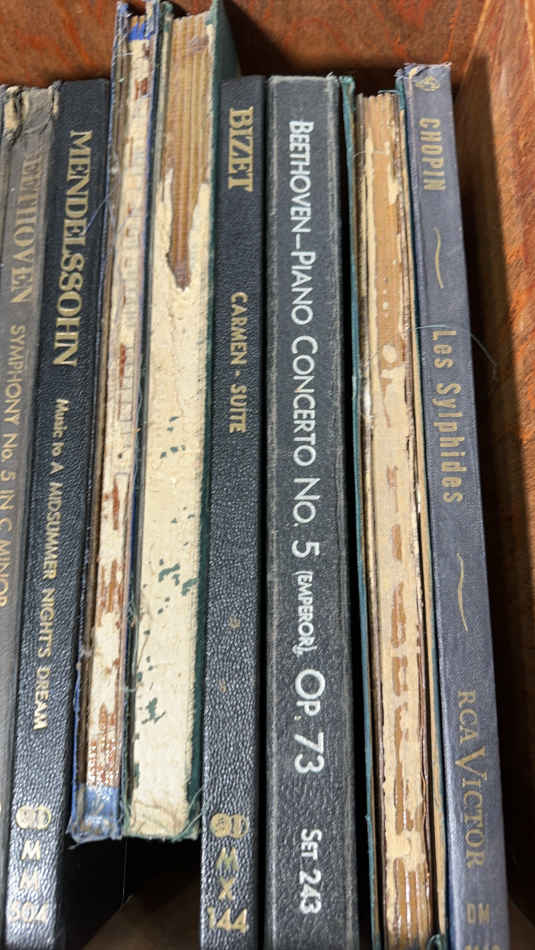 BEETHOVEN
SYMPHONY No. 5 IN C MINOR
MENDELSSOHN
Music to A MIDSUMMER NIGHT'S DREAM
MM
504
BIZET
CARMEN - SUITE
MX
144
BEETHOVEN-PIANO CONCERTO No. 5 (EMPEROR), OP. 73
SET 243
CHOPIN
Les Sylphides
RCA VICTOR
DM